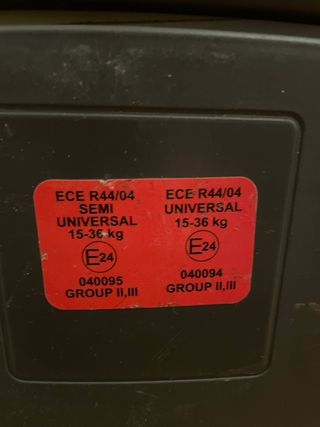 ECE R44/04
SEMI
UNIVERSAL
15-36 kg
E24
040095
GROUP II,III
ECE R44/04
UNIVERSAL
15-36 kg
E24
040094
GROUP II,III